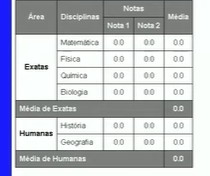 Área Disciplinas Notas Média
Nota 1 Nota 2
Exatas
Matemática 0.0 0.0 0.0
Física 0.0 0.0 0.0
Química 0.0 0.0 0.0
Biologia 0.0 0.0 0.0
Média de Exatas 0.0
Humanas
História 0.0 0.0 0.0
Geografia 0.0 0.0 0.0
Média de Humanas 0.0